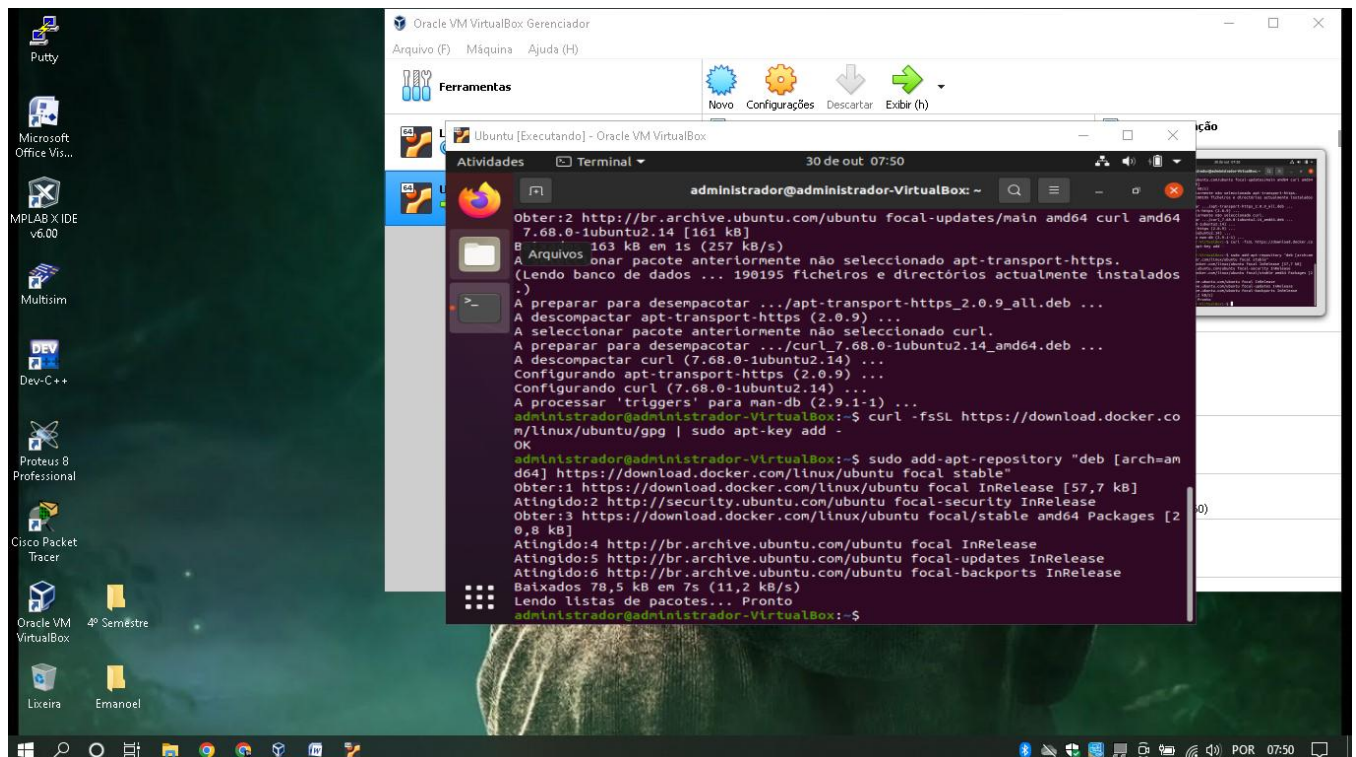 Putty
Microsoft
Office Vis...
MPLAB X IDE
v6.00
Multisim
DEV
Dev-C++
Proteus 8
Professional
Cisco Packet
Tracer
Oracle VM
VirtualBox
4º Semestre
Lixeira
Emanoel
Oracle VM VirtualBox Gerenciador
Arquivo (F) Máquina Ajuda (H)
Ferramentas
Novo Configurações Descartar Exibir (h)
64
64
ção
Ubuntu [Executando] - Oracle VM VirtualBox
Atividades Terminal 30 de out 07:50
administrador@administrador-VirtualBox: ~
Arquivos
Obter:2 http://br.archive.ubuntu.com/ubuntu focal-updates/main amd64 curl amd64
7.68.0-1ubuntu2.14 [161 kB]
163 kB em 1s (257 kB/s)
onar pacote anteriormente não seleccionado apt-transport-https.
(Lendo banco de dados ... 190195 ficheiros e directórios actualmente instalados
.)
A preparar para desempacotar .../apt-transport-https_2.0.9_all.deb ...
A descompactar apt-transport-https (2.0.9) ...
A seleccionar pacote anteriormente não seleccionado curl.
A preparar para desempacotar .../curl_7.68.0-1ubuntu2.14_amd64.deb ...
A descompactar curl (7.68.0-1ubuntu2.14) ...
Configurando apt-transport-https (2.0.9) ...
Configurando curl (7.68.0-1ubuntu2.14) ...
A processar 'triggers' para man-db (2.9.1-1) ...
administrador@administrador-VirtualBox:~$ curl -fsSL https://download.docker.co
m/linux/ubuntu/gpg | sudo apt-key add -
OK
administrador@administrador-VirtualBox:~$ sudo add-apt-repository "deb [arch=am
d64] https://download.docker.com/linux/ubuntu focal stable"
Obter:1 https://download.docker.com/linux/ubuntu focal InRelease [57,7 kB]
Atingido:2 http://security.ubuntu.com/ubuntu focal-security InRelease
Obter:3 https://download.docker.com/linux/ubuntu focal/stable amd64 Packages [2
0,8 kB]
Atingido:4 http://br.archive.ubuntu.com/ubuntu focal InRelease
Atingido:5 http://br.archive.ubuntu.com/ubuntu focal-updates InRelease
Atingido:6 http://br.archive.ubuntu.com/ubuntu focal-backports InRelease
Baixados 78,5 kB em 7s (11,2 kB/s)
Lendo listas de pacotes... Pronto
administrador@administrador-VirtualBox:~$
POR 07:50